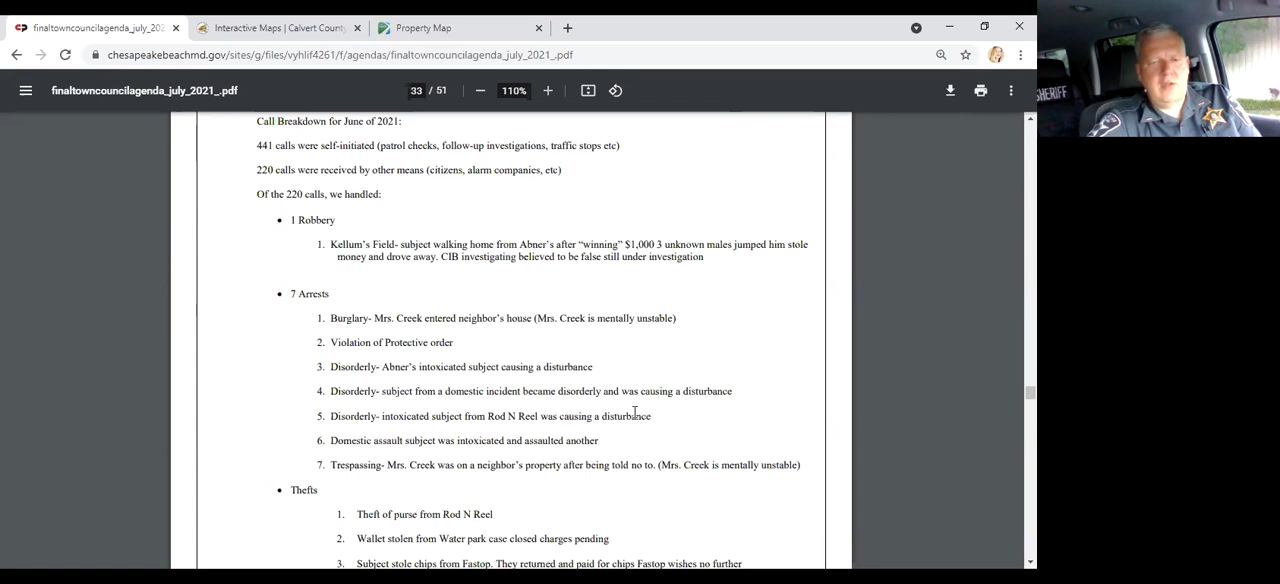 finaltowncouncilagenda_july_202
Interactive Maps | Calvert County
Property Map
chesapeakebeachmd.gov/sites/g/files/vyhlif4261/f/agendas/finaltowncouncilagenda_july_2021_.pdf
finaltowncouncilagenda_july_2021_.pdf
33 / 51
110%
SHERIFF
Call Breakdown for June of 2021:
441 calls were self-initiated (patrol checks, follow-up investigations, traffic stops etc)
220 calls were received by other means (citizens, alarm companies, etc)
Of the 220 calls, we handled:
• 1 Robbery
1. Kellum’s Field- subject walking home from Abner’s after “winning” $1,000 3 unknown males jumped him stole
money and drove away. CIB investigating believed to be false still under investigation
• 7 Arrests
1. Burglary- Mrs. Creek entered neighbor’s house (Mrs. Creek is mentally unstable)
2. Violation of Protective order
3. Disorderly- Abner’s intoxicated subject causing a disturbance
4. Disorderly- subject from a domestic incident became disorderly and was causing a disturbance
5. Disorderly- intoxicated subject from Rod N Reel was causing a disturbance
6. Domestic assault subject was intoxicated and assaulted another
7. Trespassing- Mrs. Creek was on a neighbor’s property after being told no to. (Mrs. Creek is mentally unstable)
• Thefts
1. Theft of purse from Rod N Reel
2. Wallet stolen from Water park case closed charges pending
3. Subject stole chips from Fastop. They returned and paid for chips Fastop wishes no further